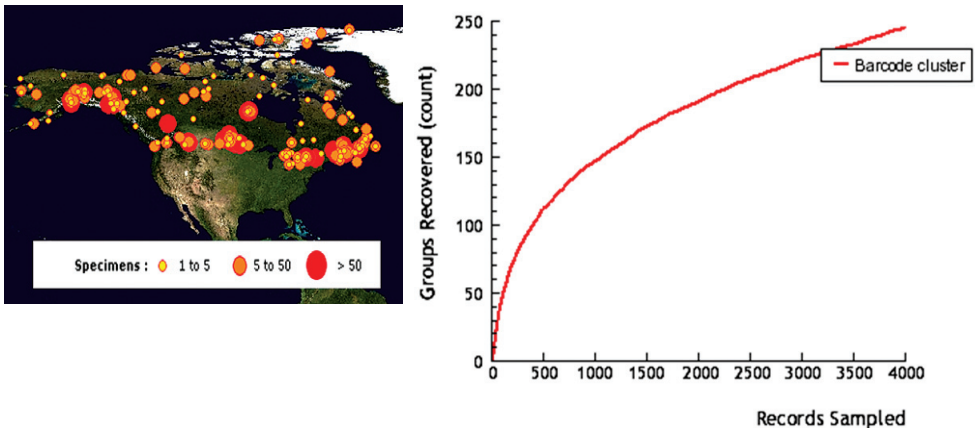 Specimens : 1 to 5 5 to 50 > 50
Groups Recovered (count)
250
200
150
100
50
0
Barcode cluster
0 500 1000 1500 2000 2500 3000 3500 4000
Records Sampled